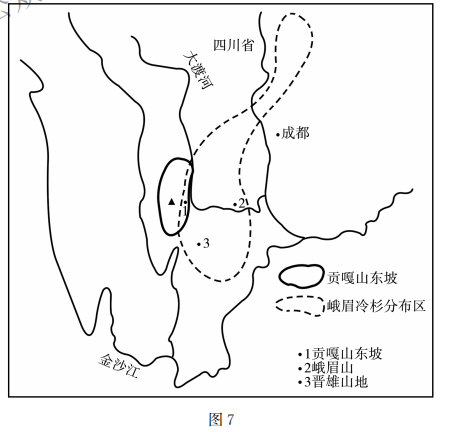 四川省
大渡河
•成都
•2
•3
贡嘎山东坡
峨眉冷杉分布区
•1贡嘎山东坡
•2峨眉山
•3晋雄山地
金沙江
图 7